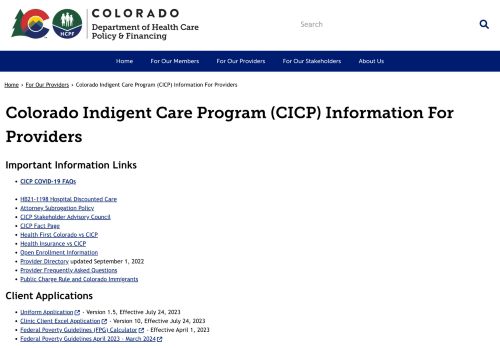 COLORADO
Department of Health Care
Policy & Financing
HCPF
Search
Home
For Our Members
For Our Providers
For Our Stakeholders
About Us
Home › For Our Providers › Colorado Indigent Care Program (CICP) Information For Providers
Colorado Indigent Care Program (CICP) Information For
Providers
Important Information Links
CICP COVID-19 FAQs
HB21-1198 Hospital Discounted Care
Attorney Subrogation Policy
CICP Stakeholder Advisory Council
CICP Fact Page
Health First Colorado vs CICP
Health Insurance vs CICP
Open Enrollment Information
Provider Directory updated September 1, 2022
Provider Frequently Asked Questions
Public Charge Rule and Colorado Immigrants
Client Applications
Uniform Application - Version 1.5, Effective July 24, 2023
Clinic Client Excel Application - Version 10, Effective July 24, 2023
Federal Poverty Guidelines (FPG) Calculator - Effective April 1, 2023
Federal Poverty Guidelines April 2023 - March 2024